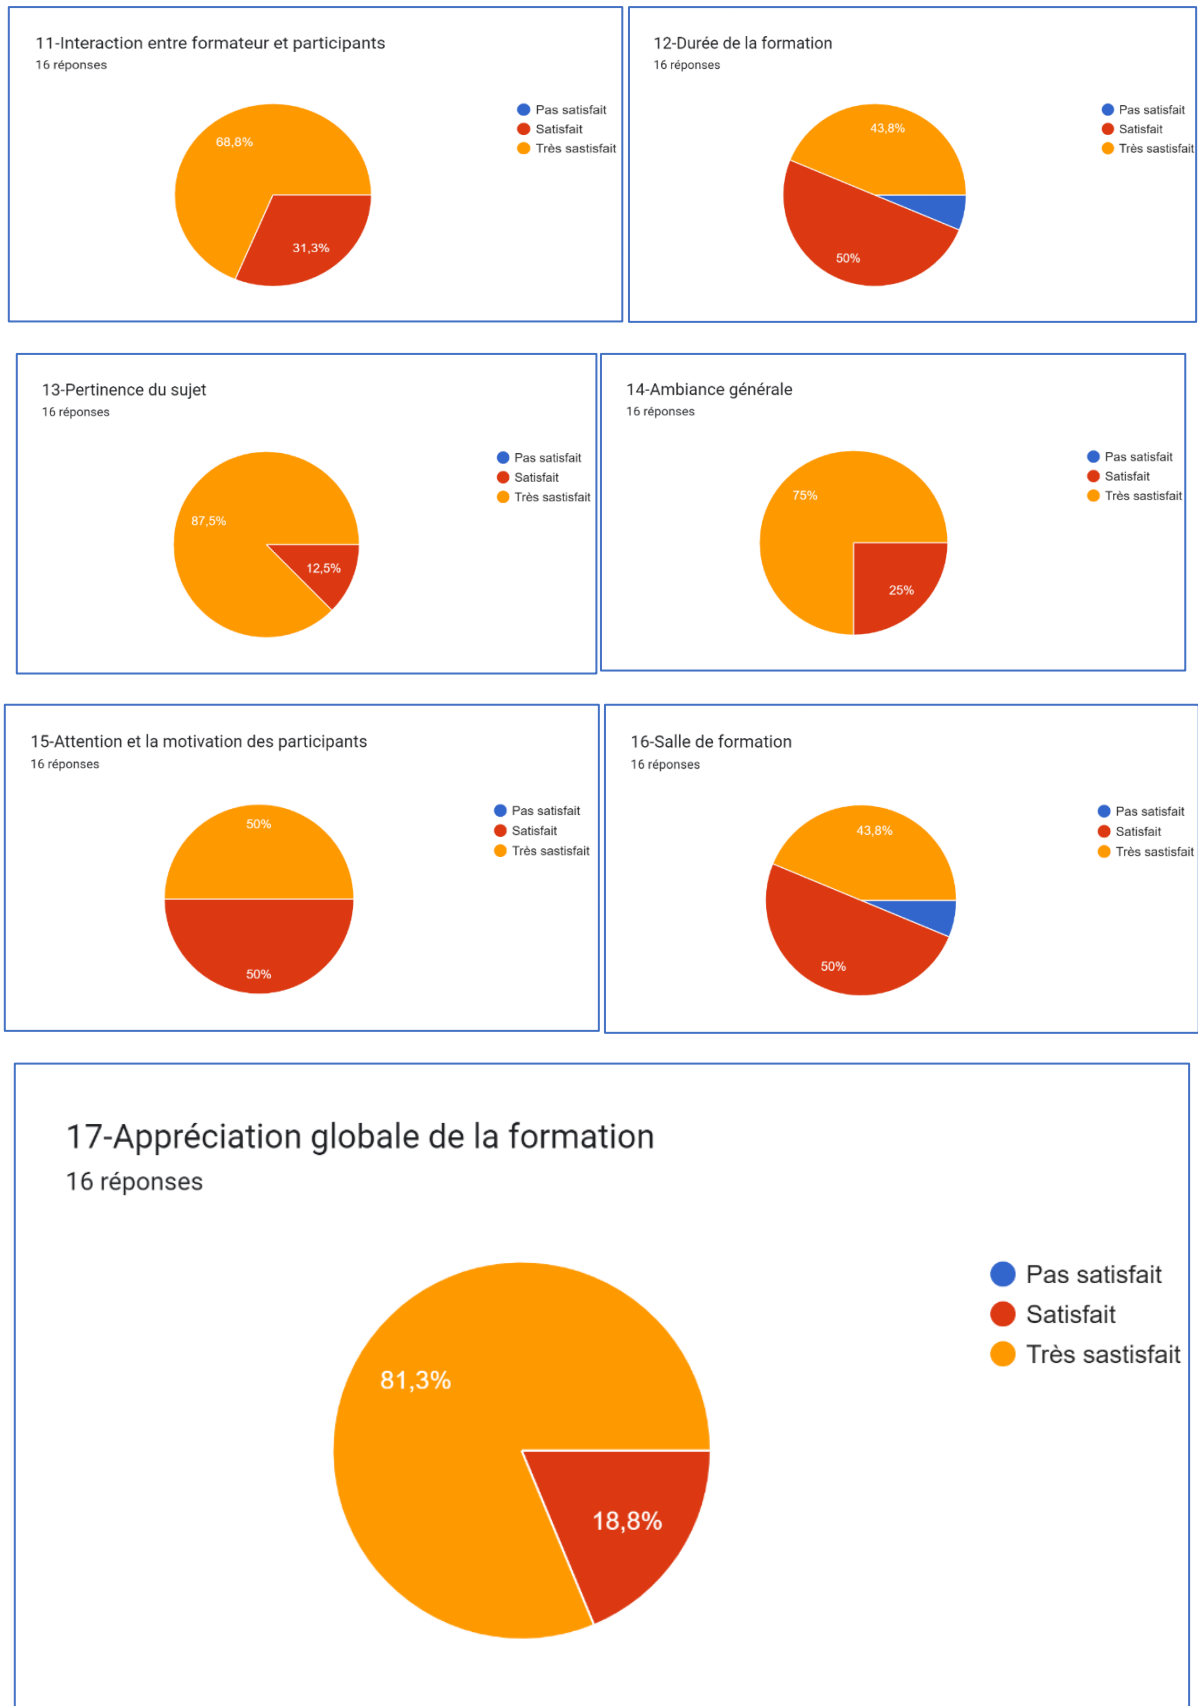 11-Interaction entre formateur et participants
16 réponses
Pas satisfait
Satisfait
Très sastisfait
68,8%
31,3%
12-Durée de la formation
16 réponses
Pas satisfait
Satisfait
Très sastisfait
43,8%
50%
13-Pertinence du sujet
16 réponses
Pas satisfait
Satisfait
Très sastisfait
87,5%
12,5%
14-Ambiance générale
16 réponses
Pas satisfait
Satisfait
Très sastisfait
75%
25%
15-Attention et la motivation des participants
16 réponses
Pas satisfait
Satisfait
Très sastisfait
50%
50%
16-Salle de formation
16 réponses
Pas satisfait
Satisfait
Très sastisfait
43,8%
50%
17-Appréciation globale de la formation
16 réponses
Pas satisfait
Satisfait
Très sastisfait
81,3%
18,8%